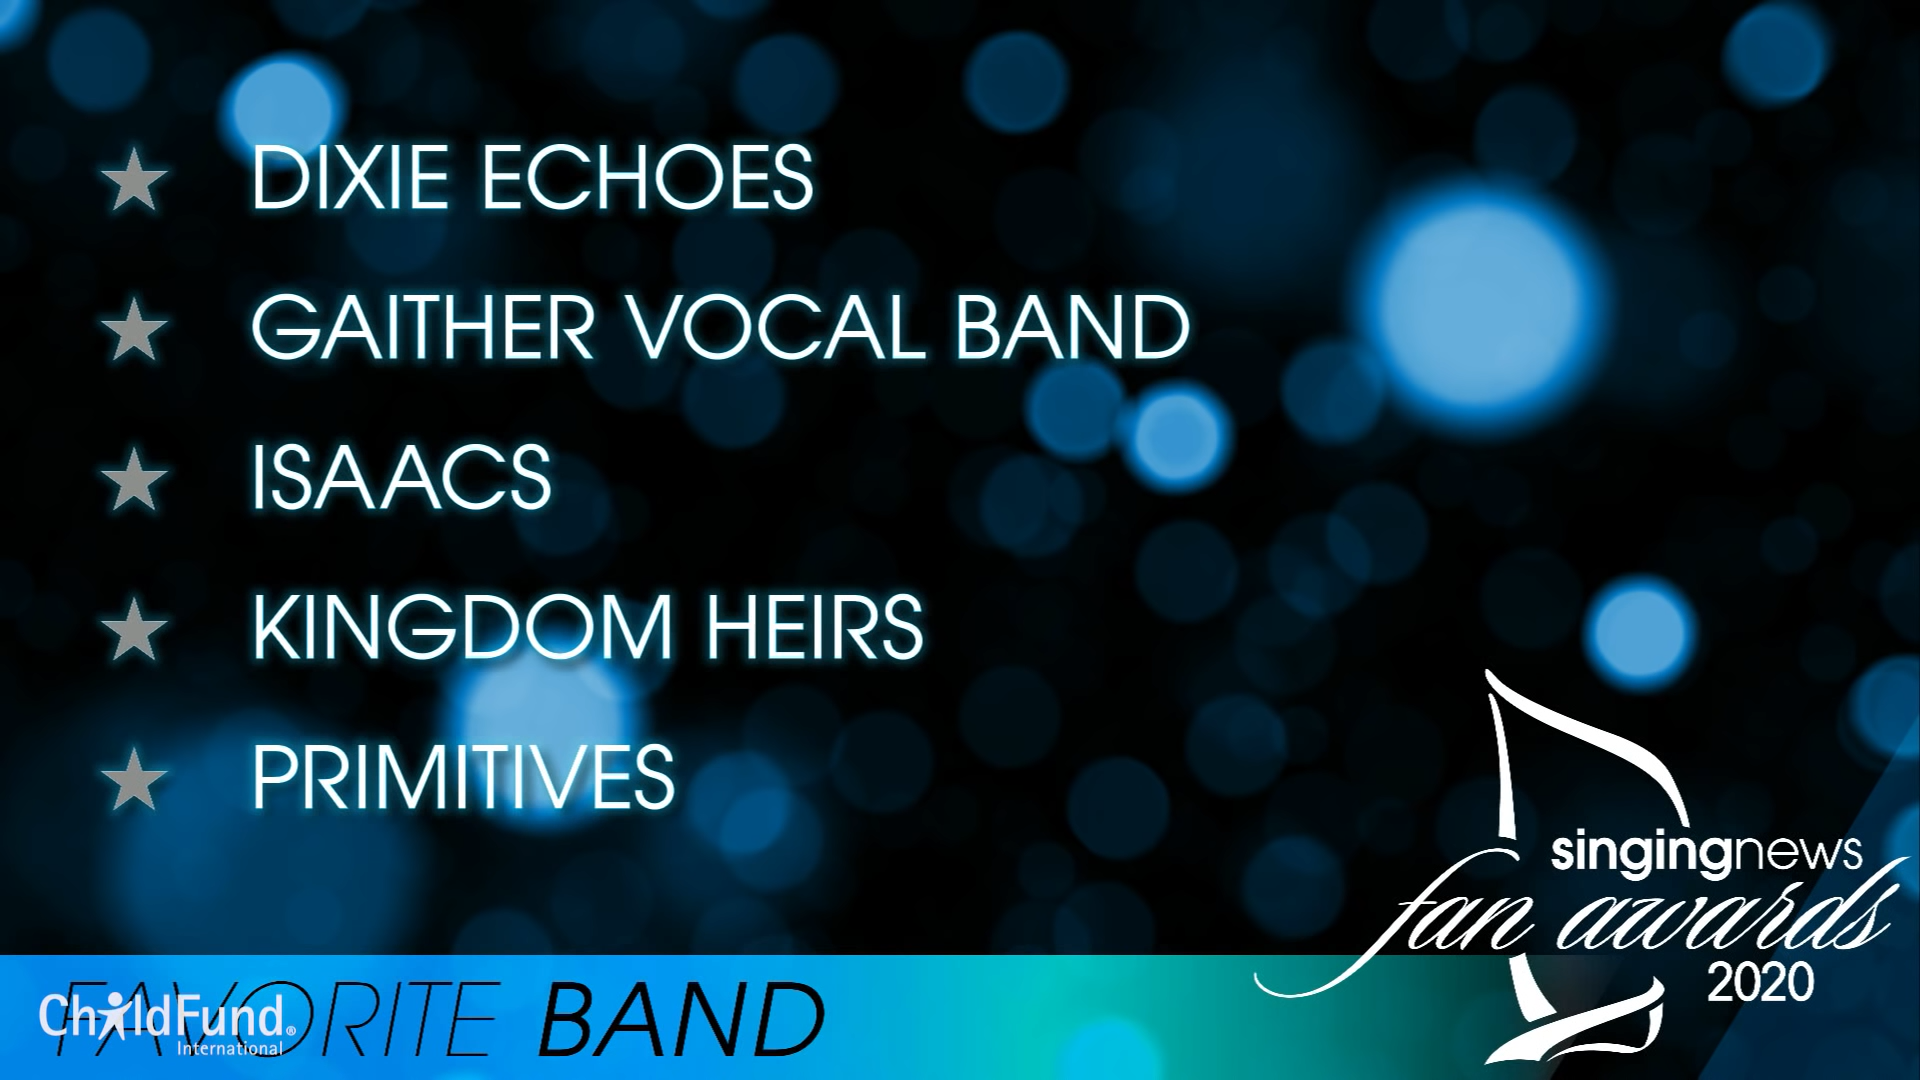 DIXIE ECHOES
GAITHER VOCAL BAND
ISAACS
KINGDOM HEIRS
PRIMITIVES
singingnews
fan awards
2020
FAVORITE BAND
ChildFund®
International